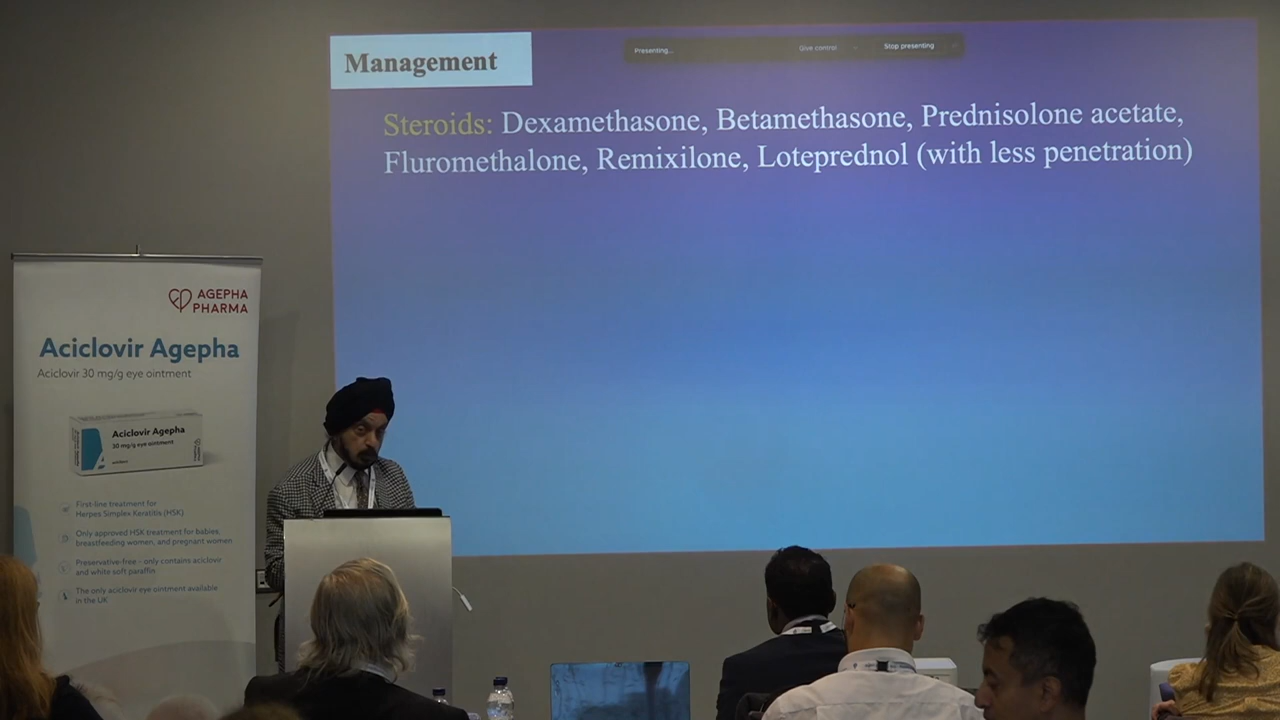 Management
Presenting...
Give control
Stop presenting
Steroids: Dexamethasone, Betamethasone, Prednisolone acetate,
Fluromethalone, Remixilone, Loteprednol (with less penetration)
AGEPHA
PHARMA
Aciclovir Agepha
Aciclovir 30 mg/g eye ointment
Aciclovir Agepha
30 mg/g eye ointment
First-line treatment for
Herpes Simplex Keratitis (HSK)
Only approved HSK treatment for babies,
breastfeeding women, and pregnant women
Preservative-free – only contains aciclovir
and white soft paraffin
The only aciclovir eye ointment available
in the UK